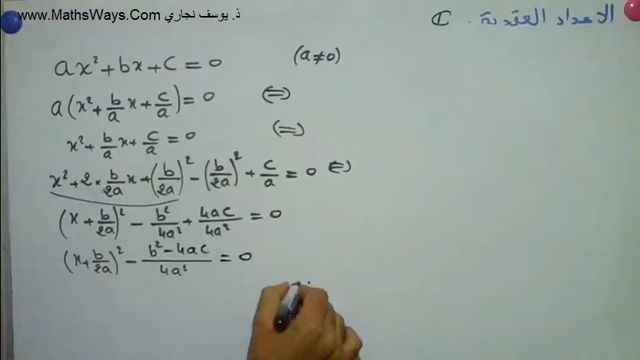 www.MathsWays.Com ذ. يوسف نجاري
الاعداد العقدية. C
ax² + bx + c = 0 (a≠0)
a(x² + b/a x + c/a) = 0 ⇔
x² + b/a x + c/a = 0 ⇔
x² + 2 × b/2a x + (b/2a)² - (b/2a)² + c/a = 0 ⇔
(x + b/2a)² - b²/4a² + 4ac/4a² = 0
(x + b/2a)² - b² - 4ac/4a² = 0